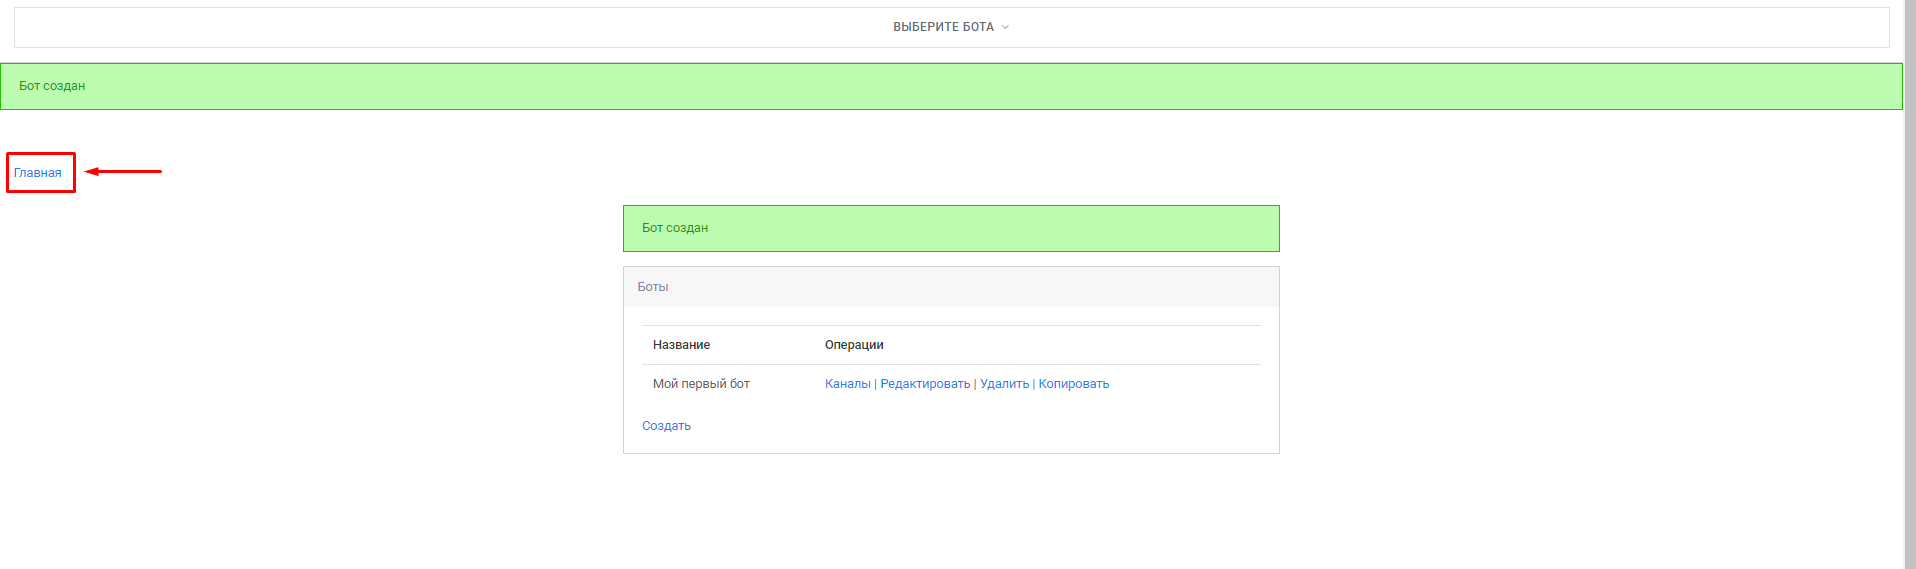 ВЫБЕРИТЕ БОТА
Бот создан
Главная
Бот создан
Боты
Название Операции
Мой первый бот Каналы | Редактировать | Удалить | Копировать
Создать